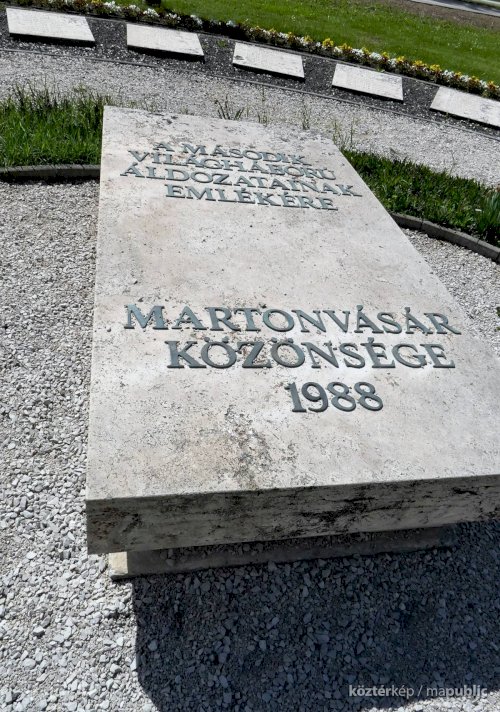 A MÁSODIK
VILÁGHÁBORÚ
ÁLDOZATAINAK
EMLÉKÉRE
MARTONVÁSÁR
KÖZÖNSÉGE
1988
köztérkép / mapublic